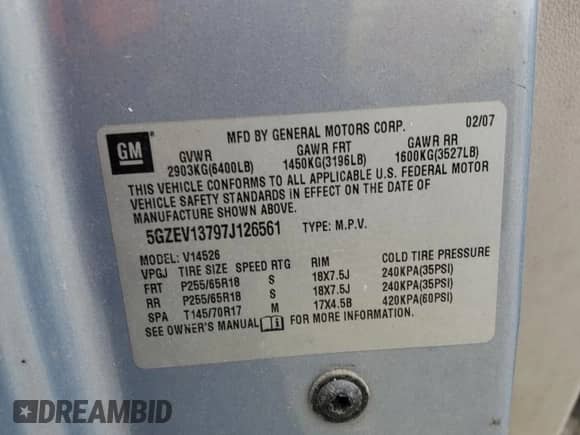 MFD BY GENERAL MOTORS CORP. 02/07
GM
GVWR GAWR FRT GAWR RR
2903KG(6400LB) 1450KG(3196LB) 1600KG(3527LB)
THIS VEHICLE CONFORMS TO ALL APPLICABLE U.S. FEDERAL MOTOR
VEHICLE SAFETY STANDARDS IN EFFECT ON THE DATE OF
MANUFACTURE SHOWN ABOVE.
5GZEV13797J126561 TYPE: M.P.V.
MODEL: V14526
VPGJ TIRE SIZE SPEED RTG RIM COLD TIRE PRESSURE
FRT P255/65R18 S 18X7.5J 240KPA(35PSI)
RR P255/65R18 S 18X7.5J 240KPA(35PSI)
SPA T145/70R17 M 17X4.5B 420KPA(60PSI)
SEE OWNER'S MANUAL FOR MORE INFORMATION.
DREAMBID